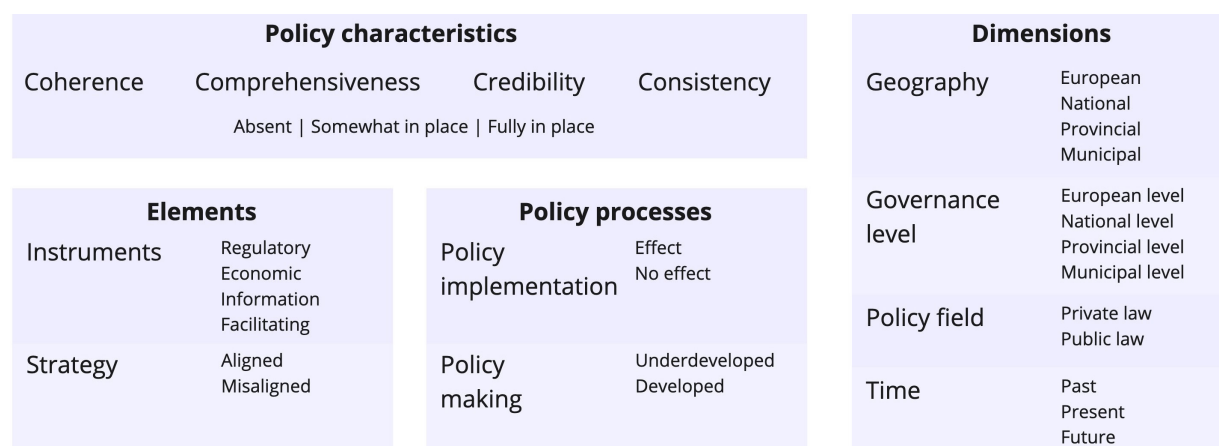 Policy characteristics
Coherence Comprehensiveness Credibility Consistency
Absent | Somewhat in place | Fully in place
Elements
Instruments
Regulatory
Economic
Information
Facilitating
Strategy
Aligned
Misaligned
Policy processes
Policy
implementation
Effect
No effect
Policy
making
Underdeveloped
Developed
Dimensions
Geography
European
National
Provincial
Municipal
Governance
level
European level
National level
Provincial level
Municipal level
Policy field
Private law
Public law
Time
Past
Present
Future